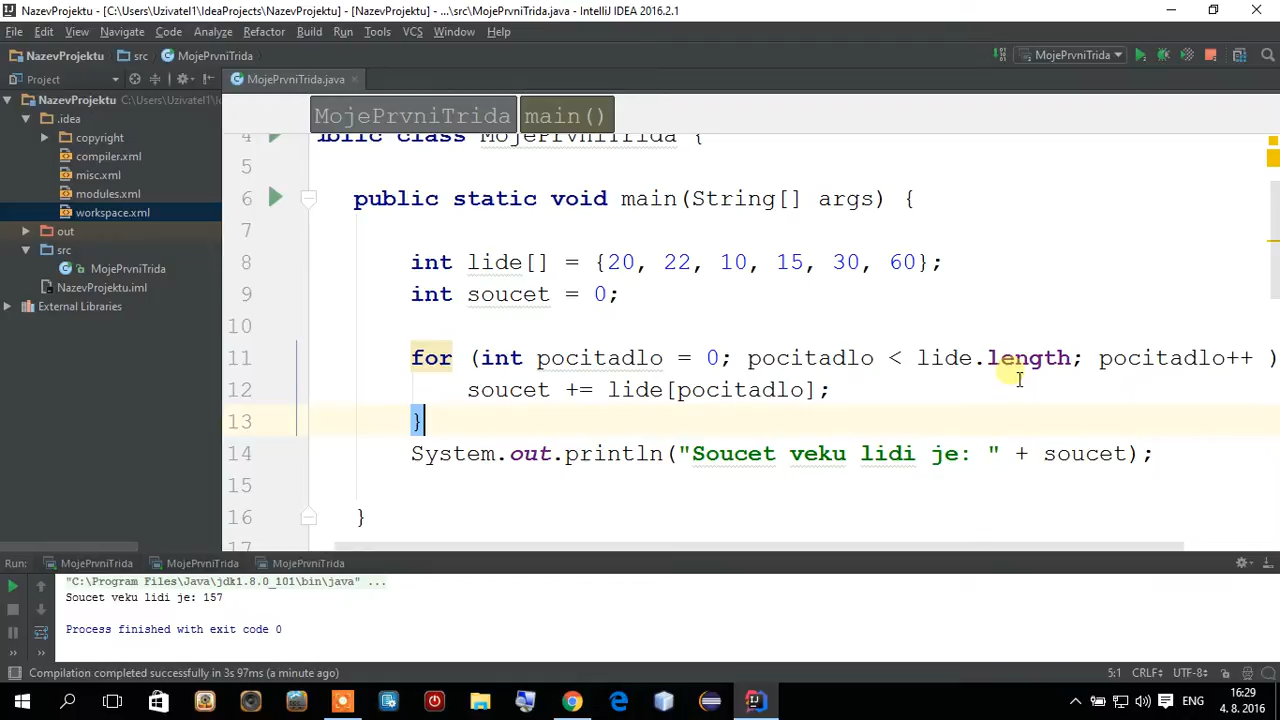 NazevProjektu - [C:\Users\Uzivatel1\IdeaProjects\NazevProjektu] - [NazevProjektu] - ...\src\MojePrvniTrida.java - IntelliJ IDEA 2016.2.1
File Edit View Navigate Code Analyze Refactor Build Run Tools VCS Window Help
NazevProjektu src MojePrvniTrida MojePrvniTrida
Project MojePrvniTrida.java
NazevProjektu C:\Users\Uzivatel1\IdeaP
.idea
copyright
compiler.xml
misc.xml
modules.xml
workspace.xml
out
src
MojePrvniTrida
NazevProjektu.iml
External Libraries
MojePrvniTrida main()
4 ublic class MojePrvniTrida {
5
6 public static void main(String[] args) {
7
8 int lide[] = {20, 22, 10, 15, 30, 60};
9 int soucet = 0;
10
11 for (int pocitadlo = 0; pocitadlo < lide.length; pocitadlo++ )
12 soucet += lide[pocitadlo];
13 }
14 System.out.println("Soucet veku lidi je: " + soucet);
15
16 }
17
Run: MojePrvniTrida MojePrvniTrida MojePrvniTrida
"C:\Program Files\Java\jdk1.8.0_101\bin\java" ...
Soucet veku lidi je: 157
Process finished with exit code 0
Compilation completed successfully in 3s 97ms (a minute ago) 5:1 CRLF UTF-8
ENG
16:29
4. 8. 2016